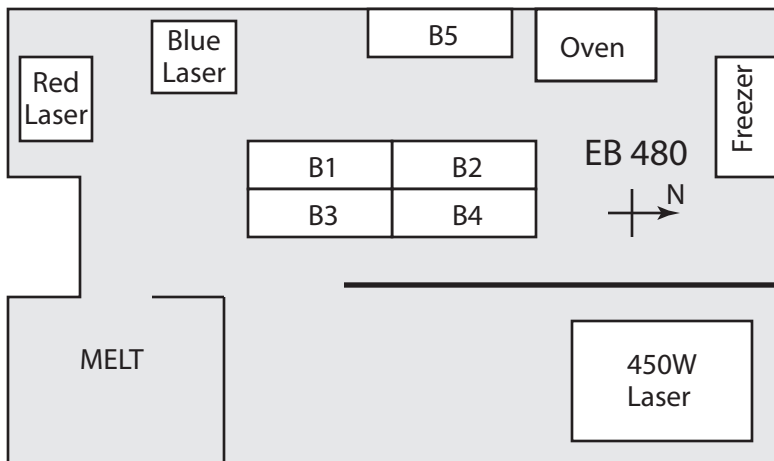 Red
Laser
Blue
Laser
B5
Oven
Freezer
B1
B2
EB 480
B3
B4
N
MELT
450W
Laser